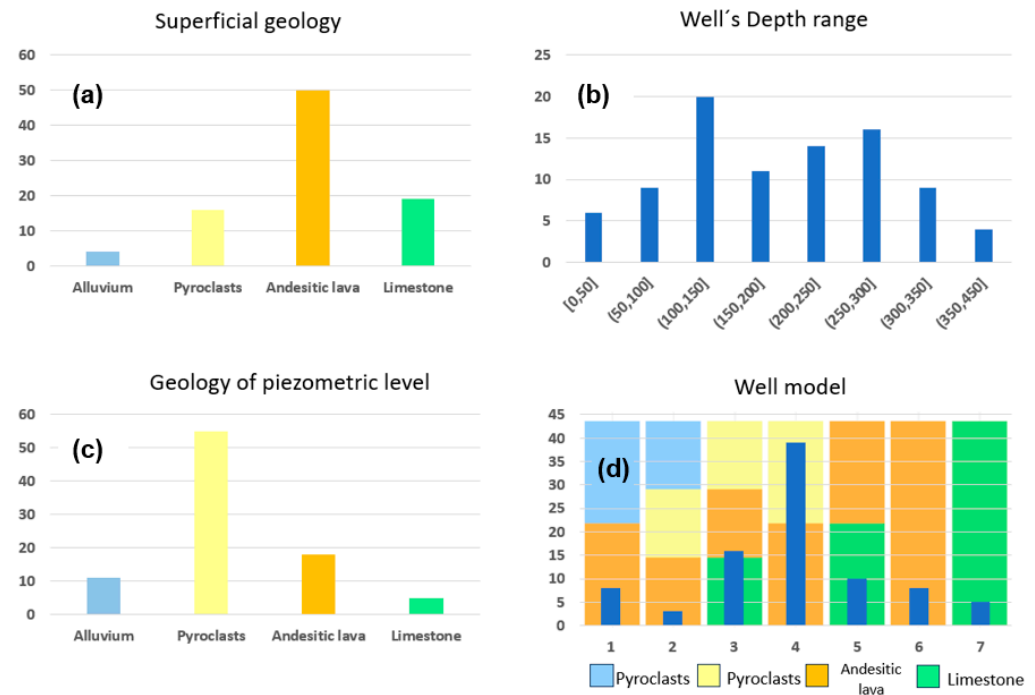 Superficial geology
(a)
60
50
40
30
20
10
0
Alluvium Pyroclasts Andesitic lava Limestone
Well´s Depth range
(b)
25
20
15
10
5
0
[0,50] (50,100] (100,150] (150,200] (200,250] (250,300] (300,350] (350,450]
Geology of piezometric level
(c)
60
50
40
30
20
10
0
Alluvium Pyroclasts Andesitic lava Limestone
Well model
(d)
45
40
35
30
25
20
15
10
5
0
1 2 3 4 5 6 7
Pyroclasts Pyroclasts Andesitic lava Limestone